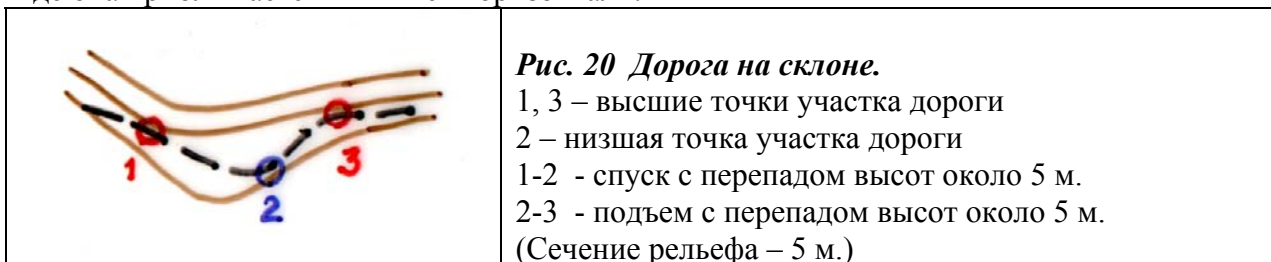 1
2
3
Рис. 20 Дорога на склоне.
1, 3 – высшие точки участка дороги
2 – низшая точка участка дороги
1-2 - спуск с перепадом высот около 5 м.
2-3 - подъем с перепадом высот около 5 м.
(Сечение рельефа – 5 м.)